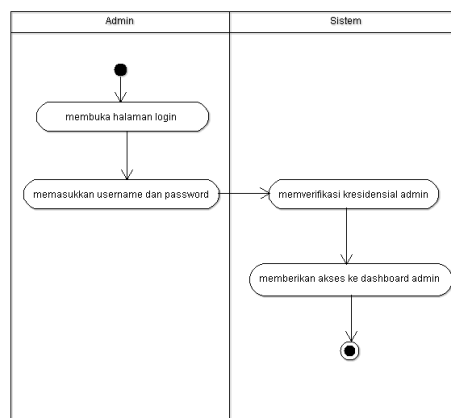 Admin
Sistem
membuka halaman login
memasukkan username dan password
memverifikasi kresidensial admin
memberikan akses ke dashboard admin